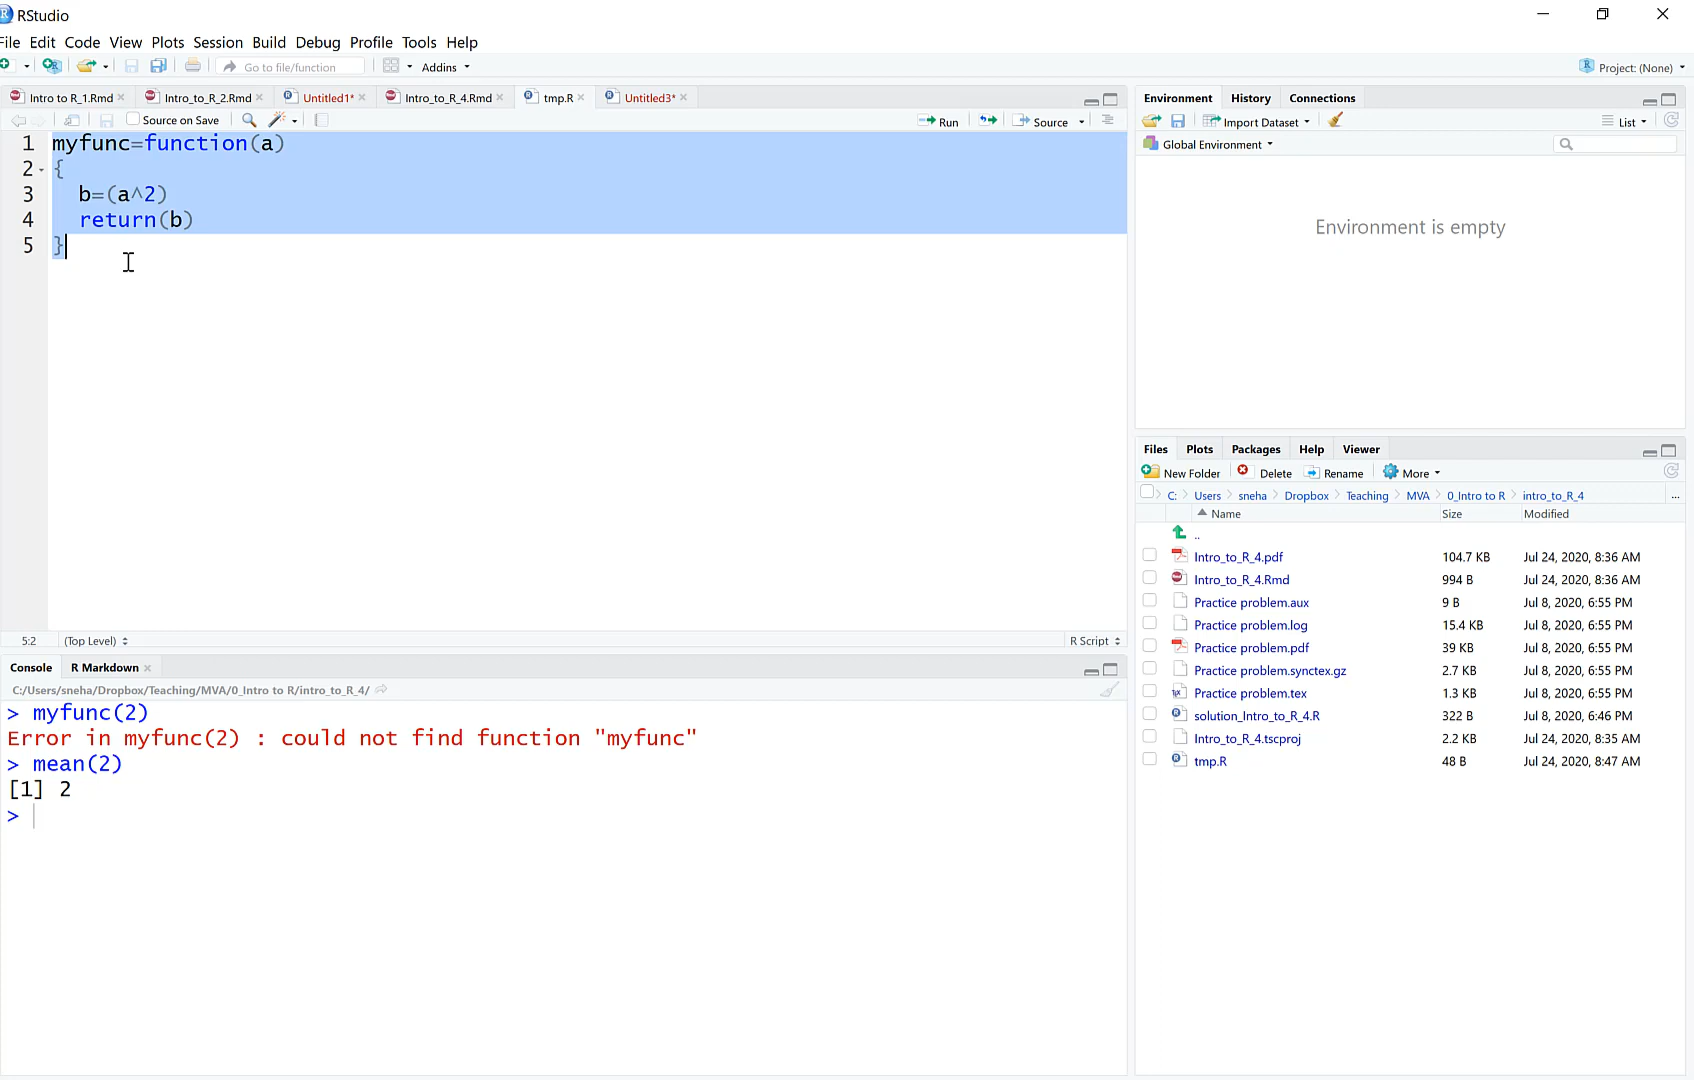 RStudio
File Edit Code View Plots Session Build Debug Profile Tools Help
Go to file/function Addins Project: (None)
Intro to R_1.Rmd Intro_to_R_2.Rmd Untitled1* Intro_to_R_4.Rmd tmp.R Untitled3*
Source on Save Run Source
1 myfunc=function(a)
2 {
3 b=(a^2)
4 return(b)
5 }
5:2 (Top Level) R Script
Console R Markdown
C:/Users/sneha/Dropbox/Teaching/MVA/0_Intro to R/intro_to_R_4/
> myfunc(2)
Error in myfunc(2) : could not find function "myfunc"
> mean(2)
[1] 2
>
Environment History Connections
Import Dataset List
Global Environment
Environment is empty
Files Plots Packages Help Viewer
New Folder Delete Rename More
C: Users sneha Dropbox Teaching MVA 0_Intro to R intro_to_R_4 ...
Name Size Modified
..
Intro_to_R_4.pdf 104.7 KB Jul 24, 2020, 8:36 AM
Intro_to_R_4.Rmd 994 B Jul 24, 2020, 8:36 AM
Practice problem.aux 9 B Jul 8, 2020, 6:55 PM
Practice problem.log 15.4 KB Jul 8, 2020, 6:55 PM
Practice problem.pdf 39 KB Jul 8, 2020, 6:55 PM
Practice problem.synctex.gz 2.7 KB Jul 8, 2020, 6:55 PM
Practice problem.tex 1.3 KB Jul 8, 2020, 6:55 PM
solution_Intro_to_R_4.R 322 B Jul 8, 2020, 6:46 PM
Intro_to_R_4.tscproj 2.2 KB Jul 24, 2020, 8:35 AM
tmp.R 48 B Jul 24, 2020, 8:47 AM